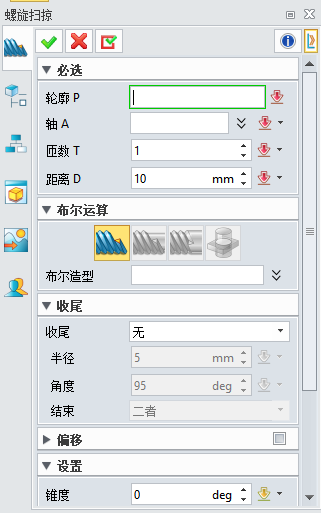 螺旋扫掠
必选
轮廓 P
轴 A
匝数 T 1
距离 D 10 mm
布尔运算
布尔造型
收尾
收尾 无
半径 5 mm
角度 95 deg
结束 二者
偏移
设置
锥度 0 deg